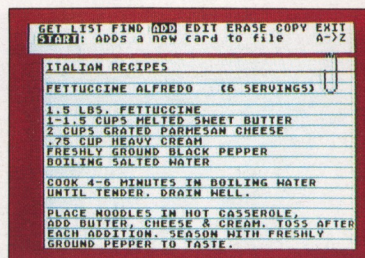 GET LIST FIND ADD EDIT ERASE COPY EXIT
START: ADDs a new card to file A->Z
ITALIAN RECIPES
FETTUCCINE ALFREDO (6 SERVINGS)
1.5 LBS. FETTUCCINE
1-1.5 CUPS MELTED SWEET BUTTER
2 CUPS GRATED PARMESAN CHEESE
.75 CUP HEAVY CREAM
FRESHLY GROUND BLACK PEPPER
BOILING SALTED WATER
COOK 4-6 MINUTES IN BOILING WATER
UNTIL TENDER. DRAIN WELL.
PLACE NOODLES IN HOT CASSEROLE,
ADD BUTTER, CHEESE & CREAM. TOSS AFTER
EACH ADDITION. SEASON WITH FRESHLY
GROUND PEPPER TO TASTE.